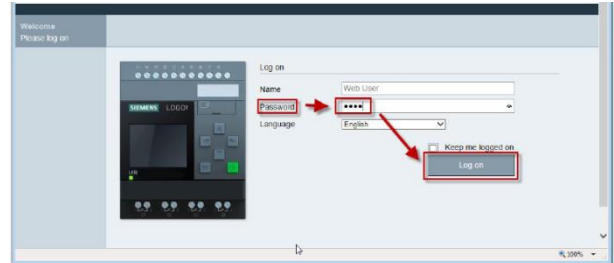 Welcome
Please log on
Log on
Name
Web User
SIEMENS LOGO!
Password
••••
Language
English
Keep me logged on
Log on
100%